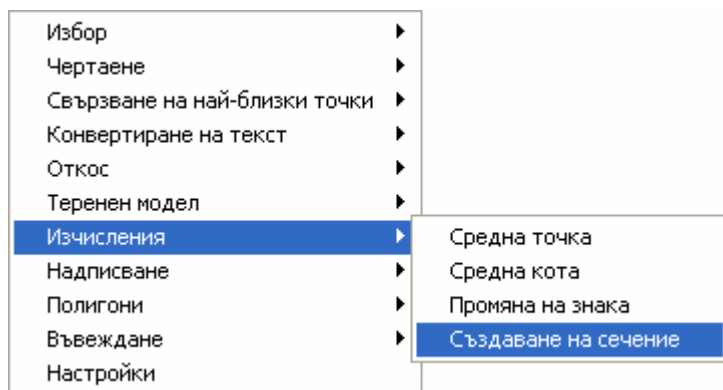 Избор
Чертаене
Свързване на най-близки точки
Конвертиране на текст
Откос
Теренен модел
Изчисления
Надписване
Полигони
Въвеждане
Настройки
Средна точка
Средна кота
Промяна на знака
Създаване на сечение